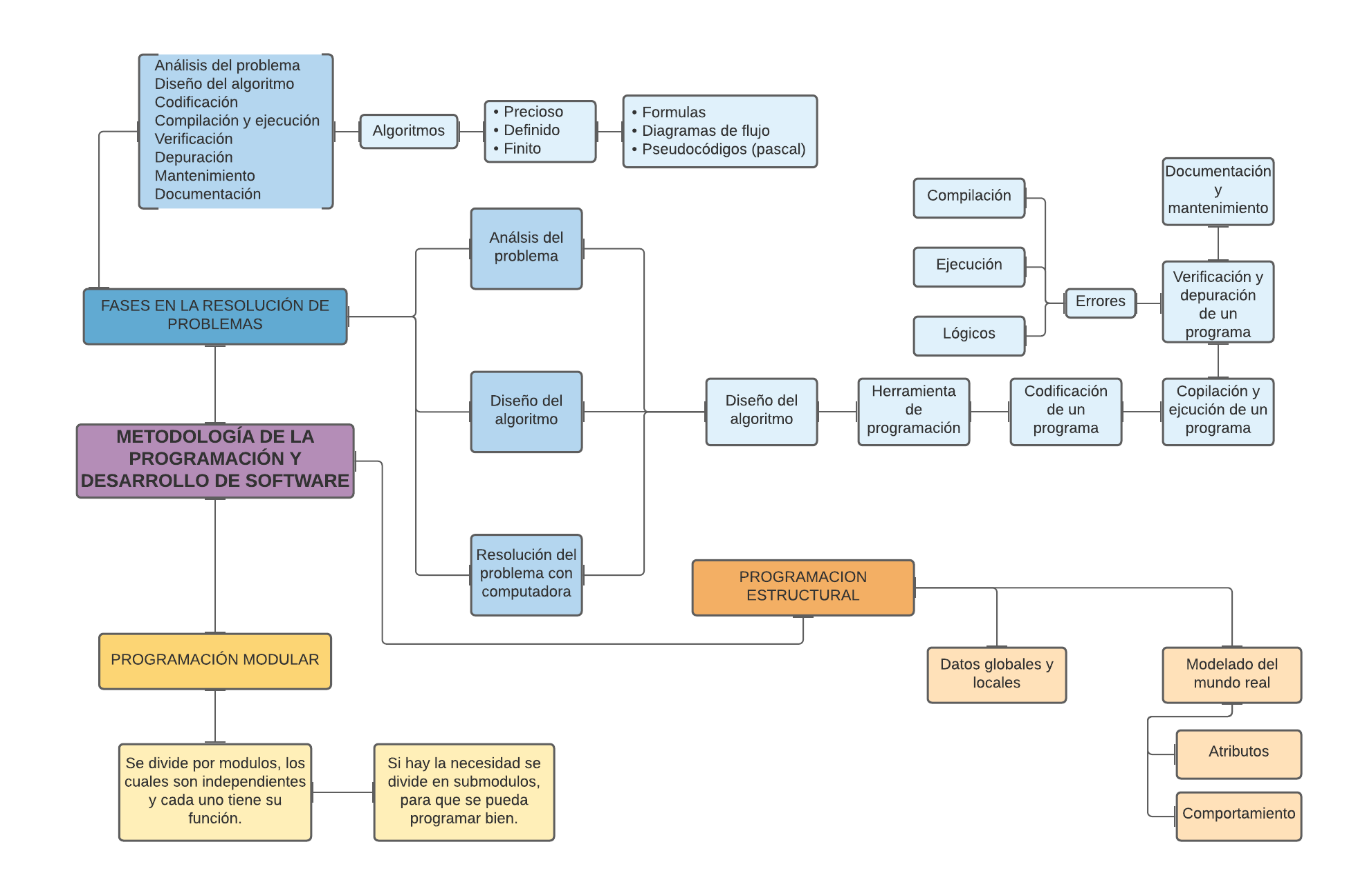 Análisis del problema
Diseño del algoritmo
Codificación
Compilación y ejecución
Verificación
Depuración
Mantenimiento
Documentación
Algoritmos
• Precioso
• Definido
• Finito
• Formulas
• Diagramas de flujo
• Pseudocódigos (pascal)
Compilación
Ejecución
Lógicos
Errores
Documentación
y
mantenimiento
Verificación y
depuración
de un
programa
Análsis del
problema
FASES EN LA RESOLUCIÓN DE
PROBLEMAS
Diseño del
algoritmo
Diseño del
algoritmo
Herramienta
de
programación
Codificación
de un
programa
Copilación y
ejcución de un
programa
METODOLOGÍA DE LA
PROGRAMACIÓN Y
DESARROLLO DE SOFTWARE
Resolución del
problema con
computadora
PROGRAMACION
ESTRUCTURAL
PROGRAMACIÓN MODULAR
Datos globales y
locales
Modelado del
mundo real
Atributos
Comportamiento
Se divide por modulos, los
cuales son independientes
y cada uno tiene su
función.
Si hay la necesidad se
divide en submodulos,
para que se pueda
programar bien.